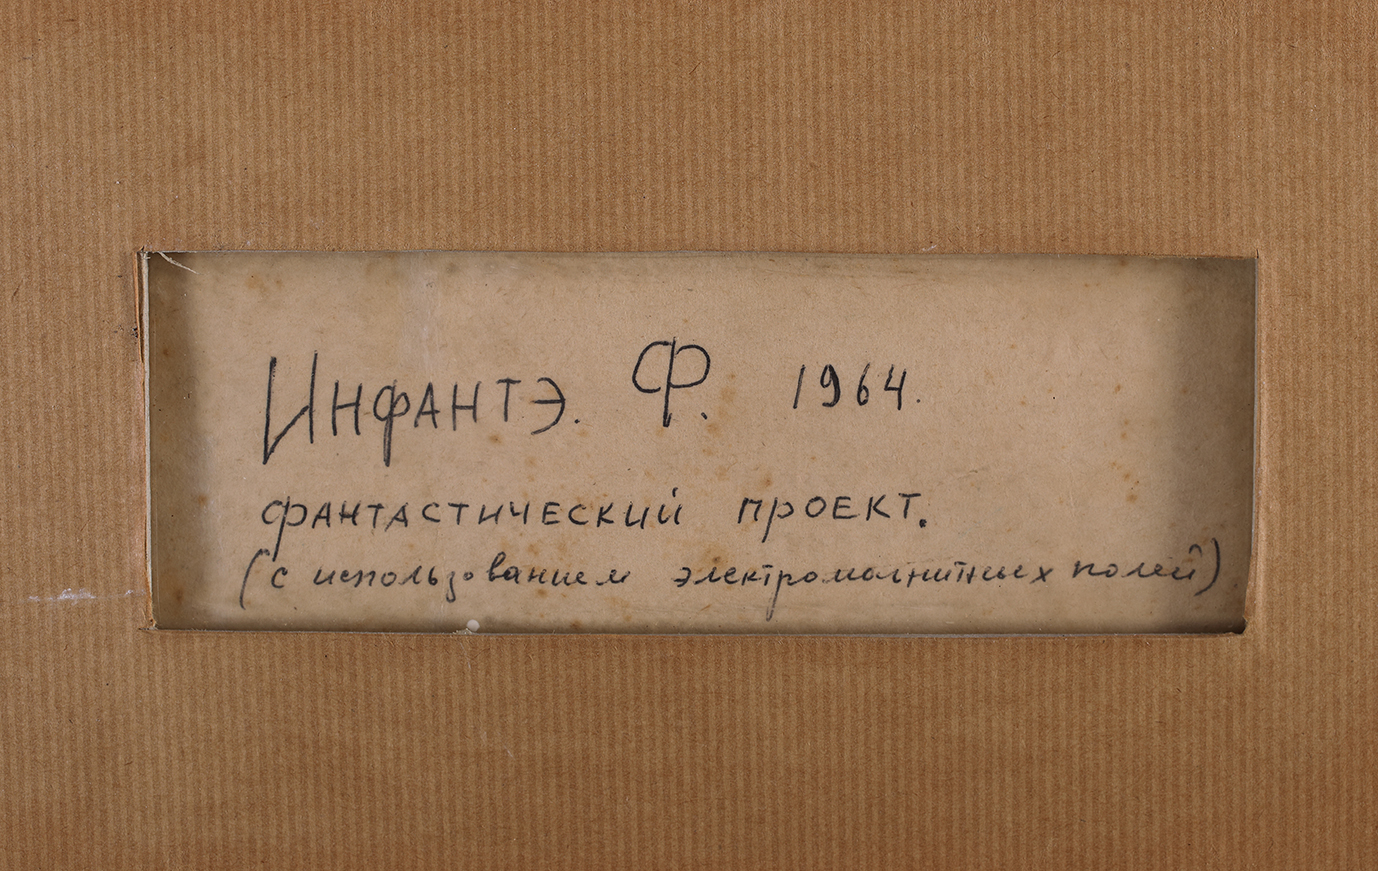 Инфантэ. Ф. 1964.
фантастический проект.
(с использованием электромагнитных полей)